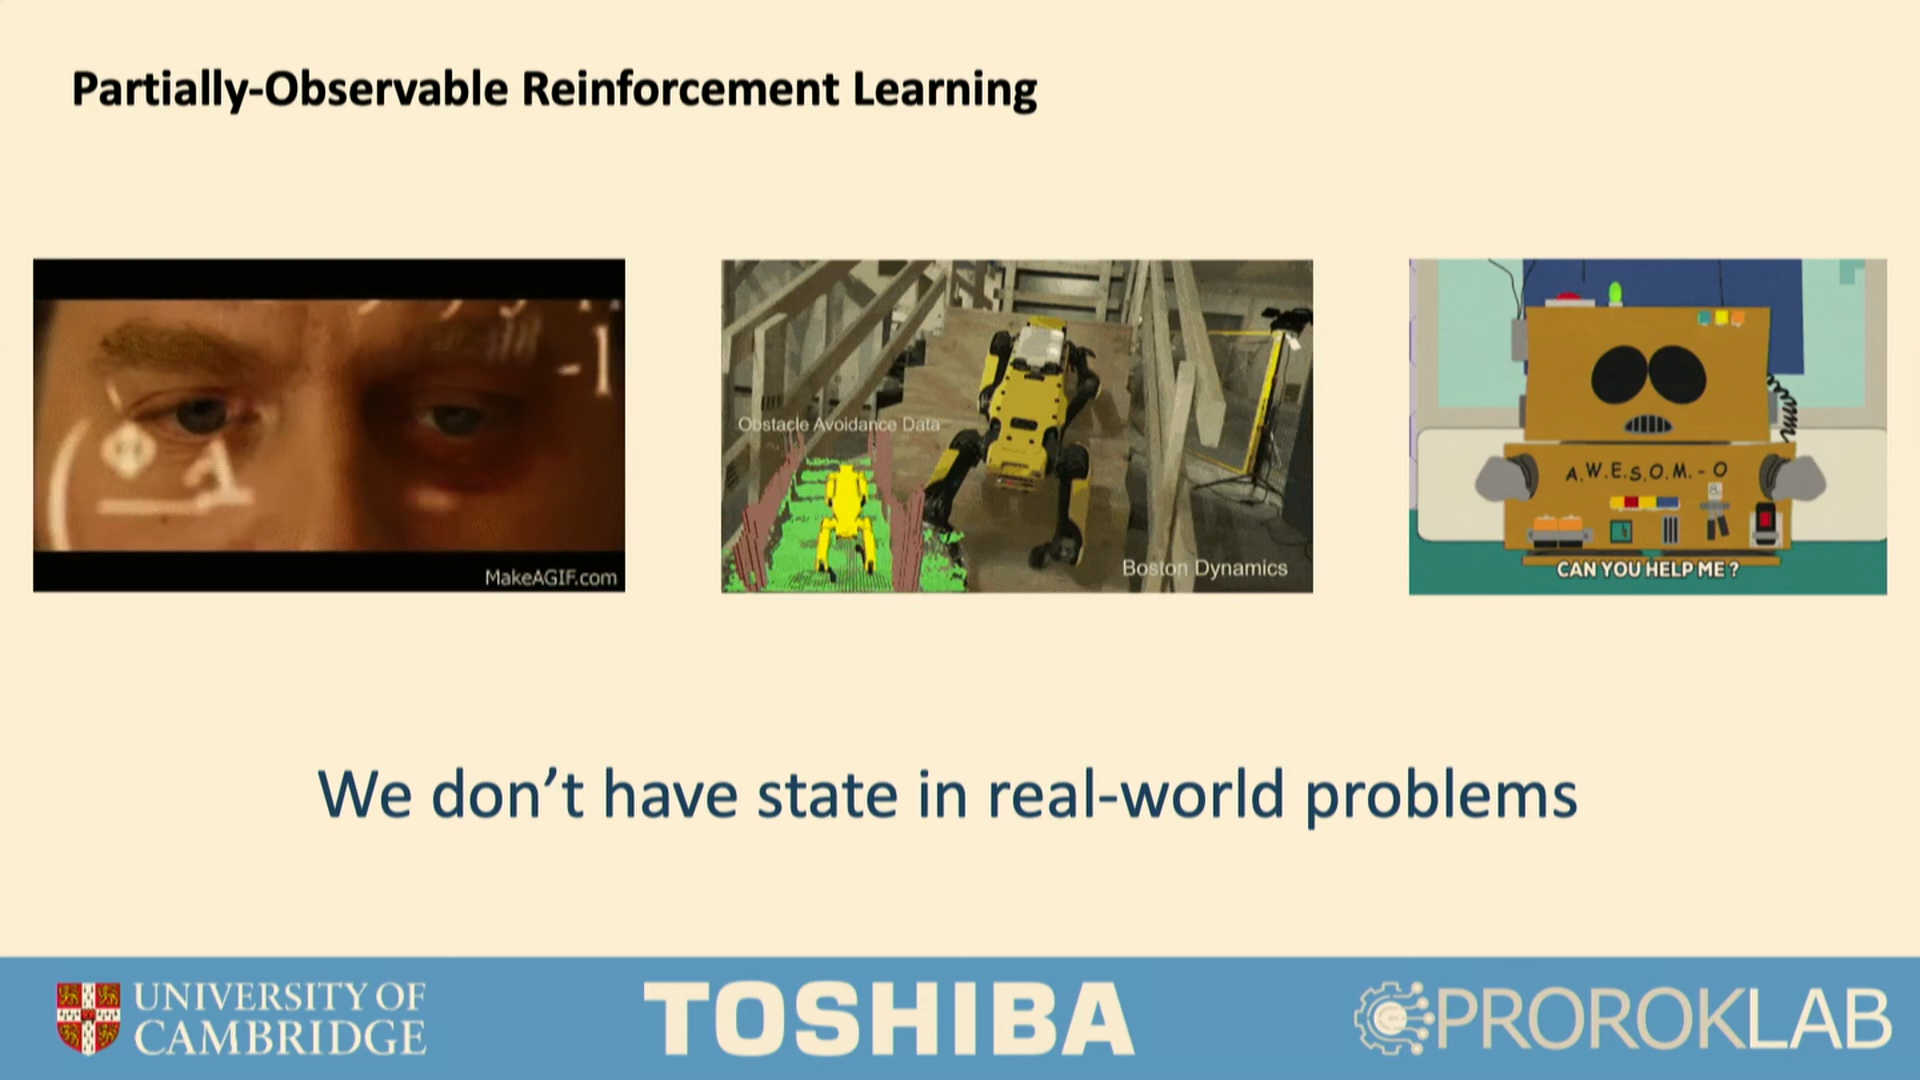 Partially-Observable Reinforcement Learning
-1
MakeAGIF.com
Obstacle Avoidance Data
Boston Dynamics
A.W.E.S.O.M.-O
CAN YOU HELP ME?
We don't have state in real-world problems
UNIVERSITY OF
CAMBRIDGE
TOSHIBA
PROROKLAB